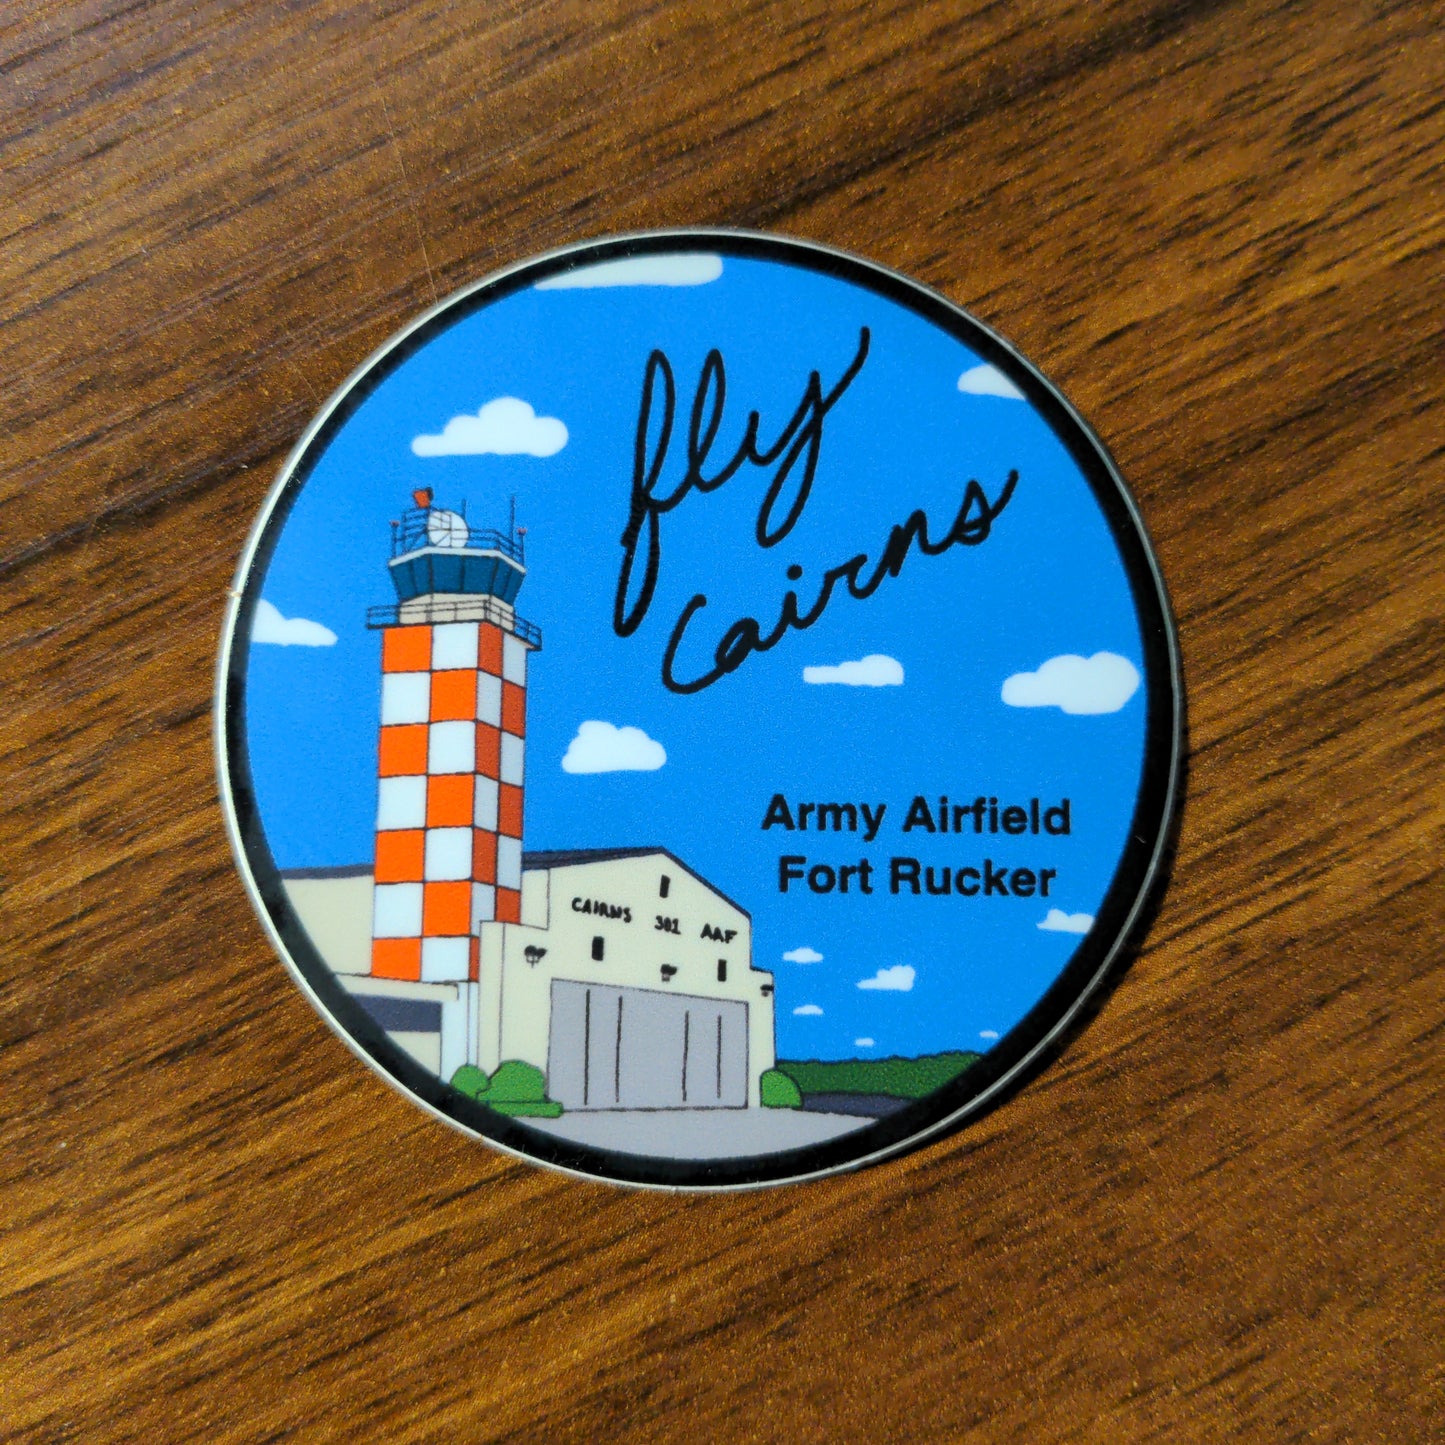 fly
Cairns
Army Airfield
Fort Rucker
CAIRNS 301 AAF